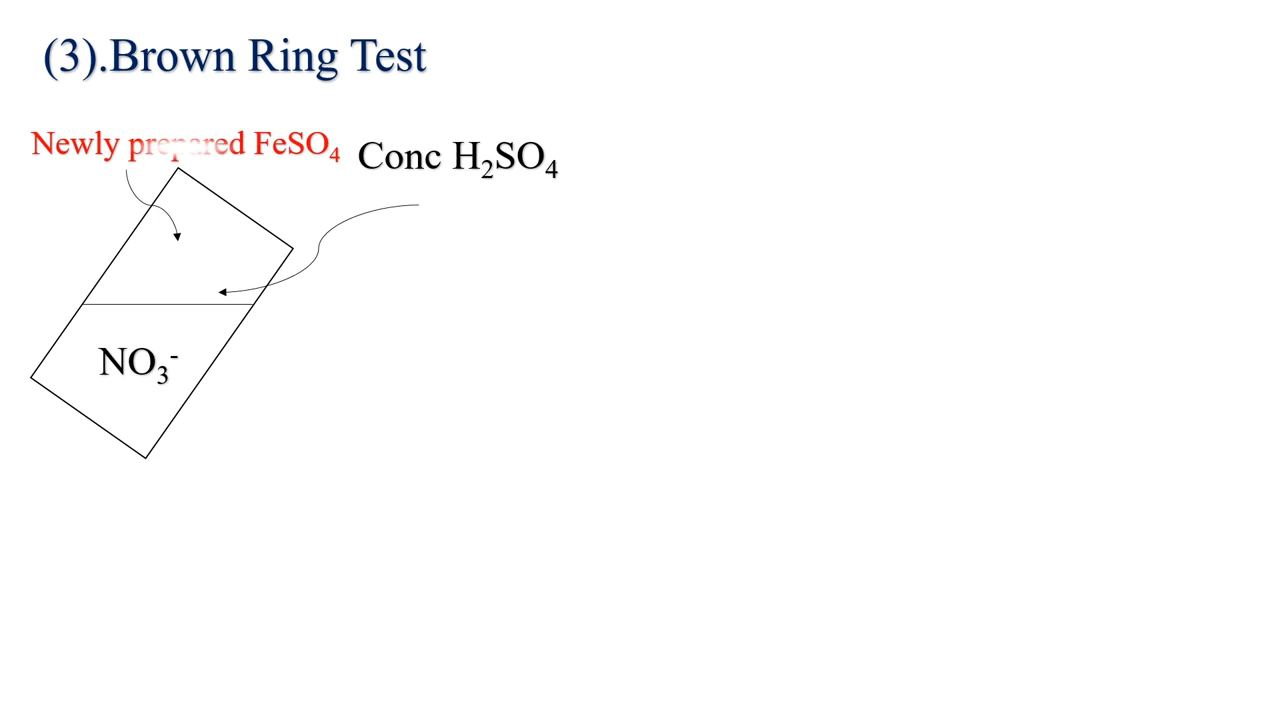 (3).Brown Ring Test
Newly prepared FeSO₄
Conc H₂SO₄
NO₃⁻